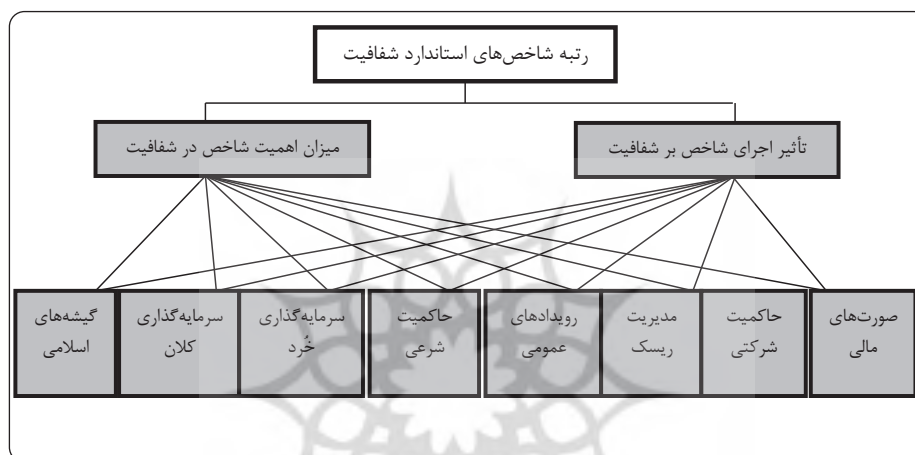 رتبه شاخص‌های استاندارد شفافیت
تأثیر اجرای شاخص بر شفافیت
میزان اهمیت شاخص در شفافیت
صورت‌های
مالی
حاکمیت
شرکتی
مدیریت
ریسک
رویدادهای
عمومی
حاکمیت
شرعی
سرمایه‌گذاری
خُرد
سرمایه‌گذاری
کلان
گیشه‌های
اسلامی